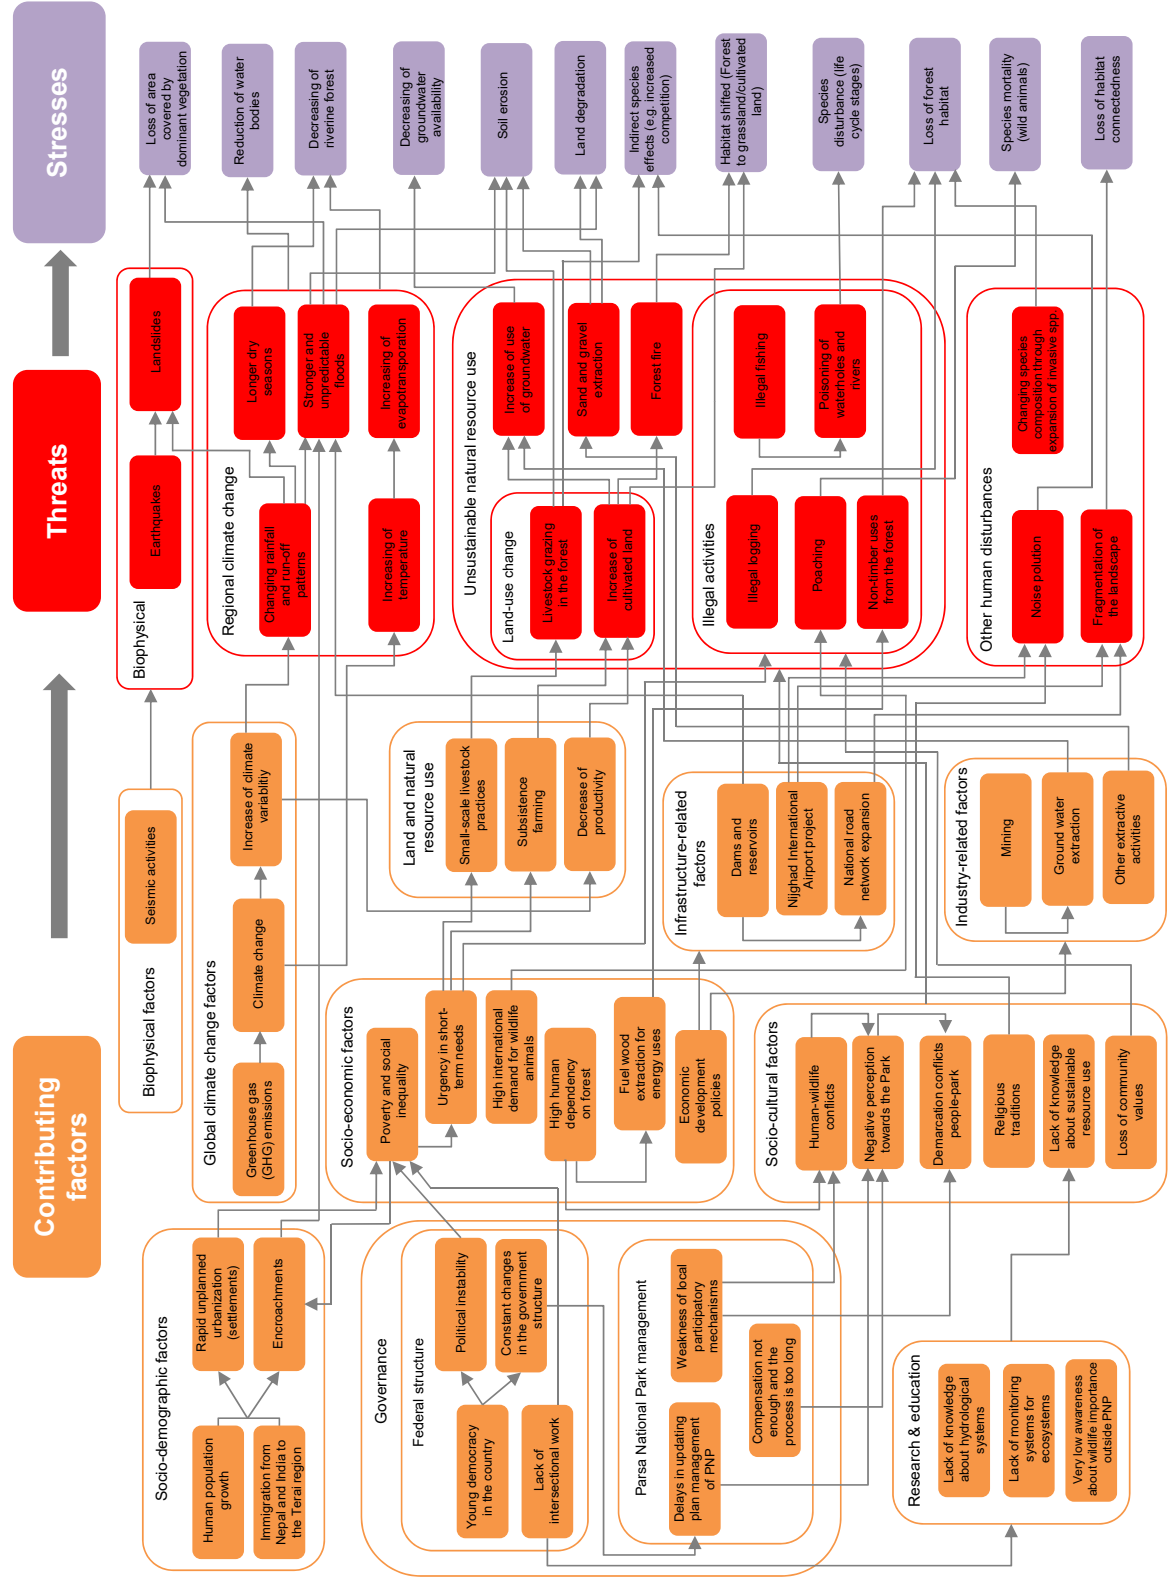 Contributing
factors
Threats
Stresses
Socio-demographic factors
Human population
growth
Immigration from
Nepal and India to
the Terai region
Rapid unplanned
urbanization
(settlements)
Encroachments
Biophysical factors
Seismic activities
Global climate change factors
Greenhouse gas
(GHG) emissions
Climate change
Increase of climate
variability
Governance
Federal structure
Young democracy
in the country
Lack of
intersectional work
Political instability
Constant changes
in the government
structure
Parsa National Park management
Delays in updating
plan management
of PNP
Weakness of local
participatory
mechanisms
Compensation not
enough and the
process is too long
Research & education
Lack of knowledge
about hydrological
systems
Lack of monitoring
systems for
ecosystems
Very low awareness
about wildlife importance
outside PNP
Socio-economic factors
Poverty and social
inequality
Urgency in short-
term needs
High international
demand for wildlife
animals
High human
dependency
on forest
Fuel wood
extraction for
energy uses
Economic
development
policies
Socio-cultural factors
Human-wildlife
conflicts
Negative perception
towards the Park
Demarcation conflicts
people-park
Religious
traditions
Lack of knowledge
about sustainable
resource use
Loss of community
values
Land and natural
resource use
Small-scale livestock
practices
Subsistence
farming
Decrease of
productivity
Infrastructure-related
factors
Dams and
reservoirs
Nijghad International
Airport project
National road
network expansion
Industry-related factors
Mining
Ground water
extraction
Other extractive
activities
Biophysical
Earthquakes
Landslides
Regional climate change
Changing rainfall
and run-off
patterns
Increasing of
temperature
Longer dry
seasons
Stronger and
unpredictable
floods
Increasing of
evapotransporation
Unsustainable natural resource use
Land-use change
Livestock grazing
in the forest
Increase of
cultivated land
Increase of use
of groundwater
Sand and gravel
extraction
Forest fire
Illegal activities
Illegal logging
Poaching
Non-timber uses
from the forest
Illegal fishing
Poisoning of
waterholes and
rivers
Other human disturbances
Noise polution
Fragmentation of
the landscape
Changing species
composition through
expansion of invasive spp.
Loss of area
covered by
dominant vegetation
Reduction of water
bodies
Decreasing of
riverine forest
Decreasing of
groundwater
availability
Soil erosion
Land degradation
Indirect species
effects (e.g. increased
competition)
Habitat shifted (Forest
to grassland/cultivated
land)
Species
disturbance (life
cycle stages)
Loss of forest
habitat
Species mortality
(wild animals)
Loss of habitat
connectedness